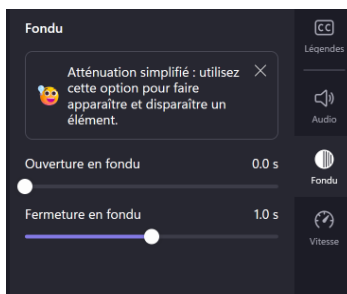 Fondu
Atténuation simplifié : utilisez
cette option pour faire
apparaître et disparaître un
élément.
Ouverture en fondu 0.0 s
Fermeture en fondu 1.0 s
CC
Légendes
Audio
Fondu
Vitesse